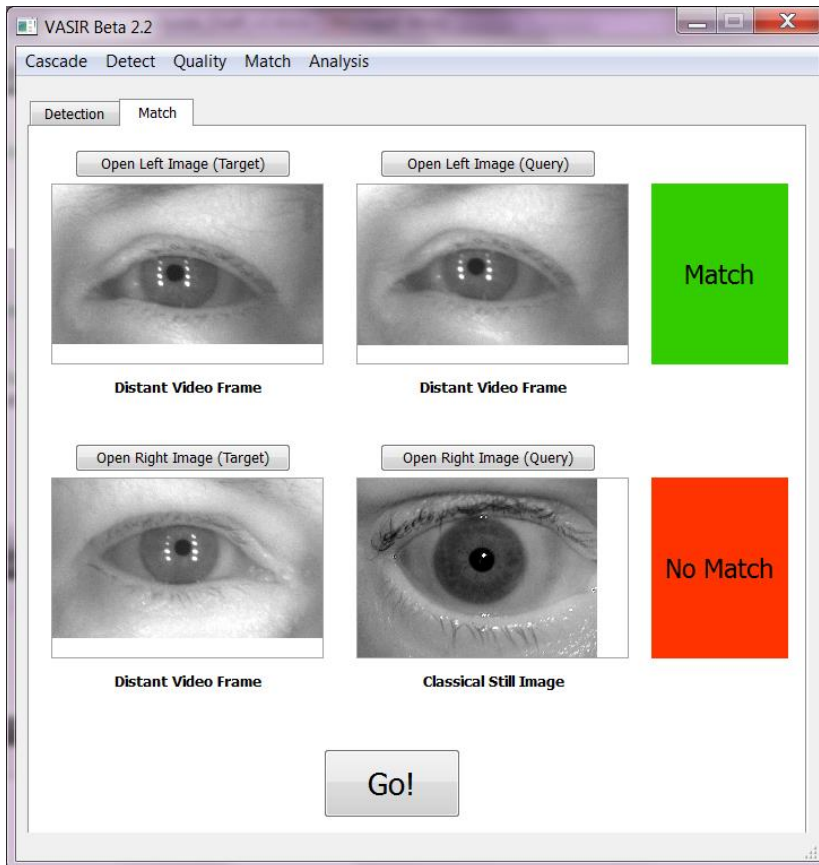 VASIR Beta 2.2
Cascade Detect Quality Match Analysis
Detection Match
Open Left Image (Target) Open Left Image (Query)
Match
Distant Video Frame Distant Video Frame
Open Right Image (Target) Open Right Image (Query)
No Match
Distant Video Frame Classical Still Image
Go!